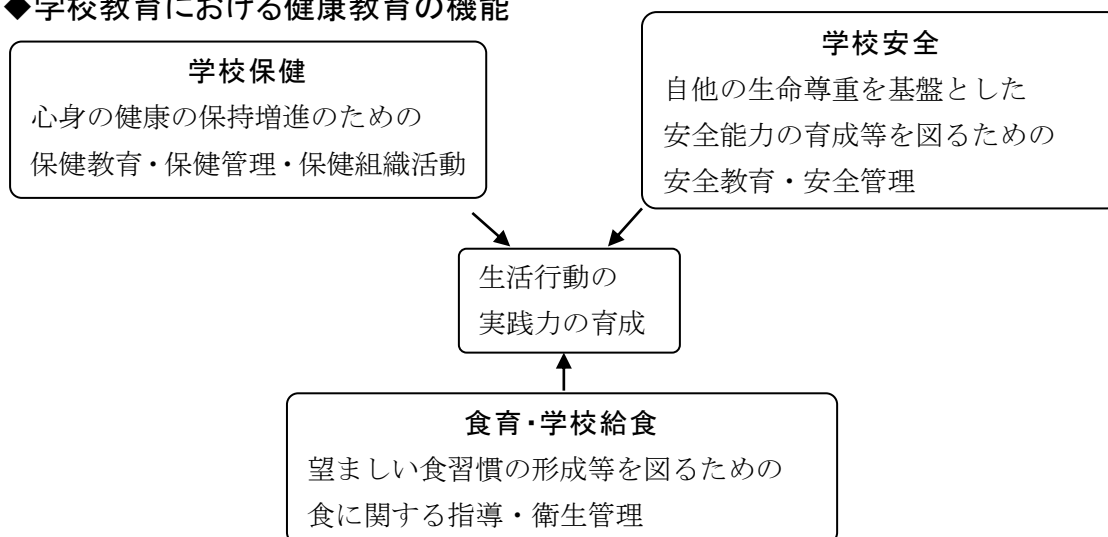 ◆学校教育における健康教育の機能
学校保健
心身の健康の保持増進のための
保健教育・保健管理・保健組織活動
学校安全
自他の生命尊重を基盤とした
安全能力の育成等を図るための
安全教育・安全管理
生活行動の
実践力の育成
食育・学校給食
望ましい食習慣の形成等を図るための
食に関する指導・衛生管理